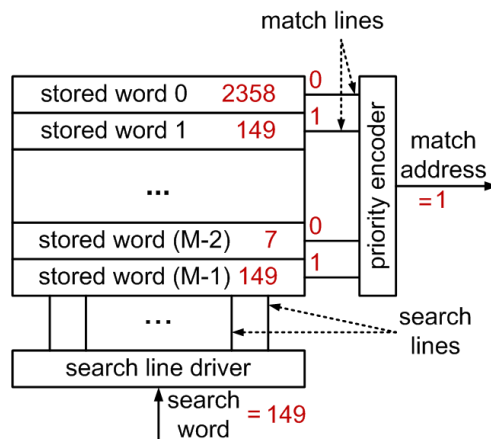 match lines
stored word 0 2358 0
stored word 1 149 1
...
stored word (M-2) 7 0
stored word (M-1) 149 1
priority encoder
match
address
=1
...
search
lines
search line driver
search
word
= 149